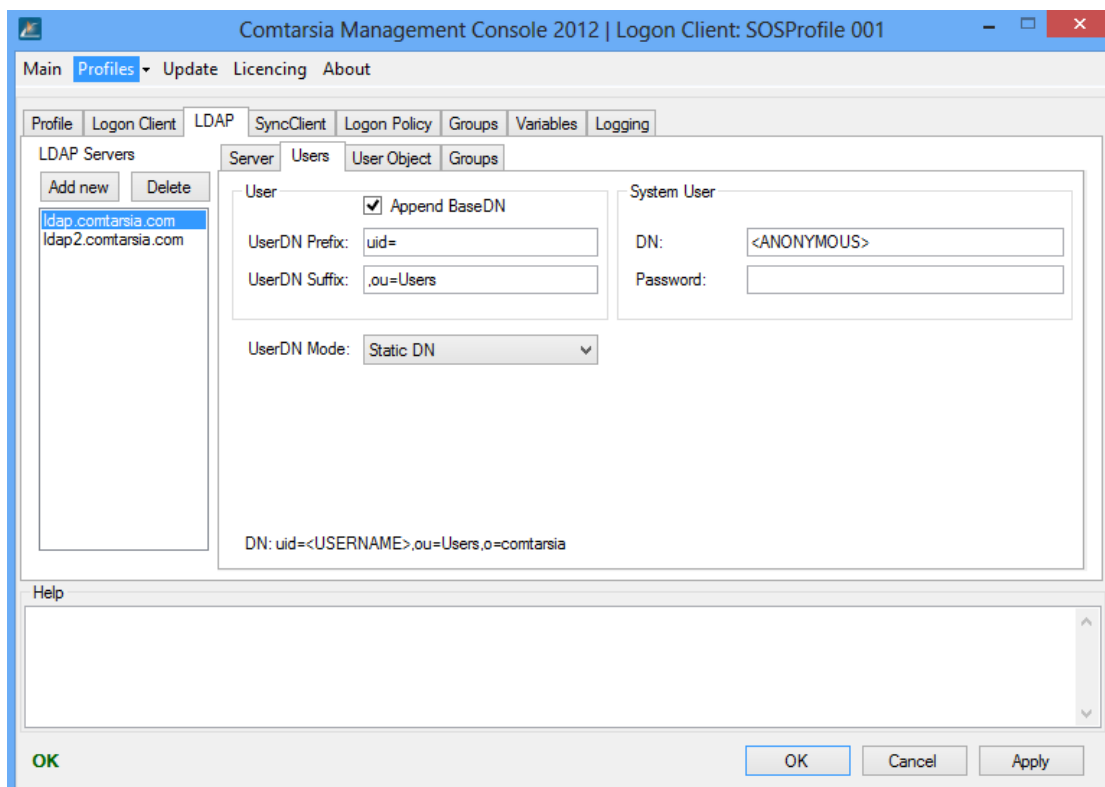 Comtarsia Management Console 2012 | Logon Client: SOSProfile 001
Main Profiles Update Licencing About
Profile Logon Client LDAP SyncClient Logon Policy Groups Variables Logging
LDAP Servers
Add new Delete
ldap.comtarsia.com
ldap2.comtarsia.com
Server Users User Object Groups
User
Append BaseDN
UserDN Prefix: uid=
UserDN Suffix: ,ou=Users
System User
DN: <ANONYMOUS>
Password:
UserDN Mode: Static DN
DN: uid=<USERNAME>,ou=Users,o=comtarsia
Help
OK
OK Cancel Apply